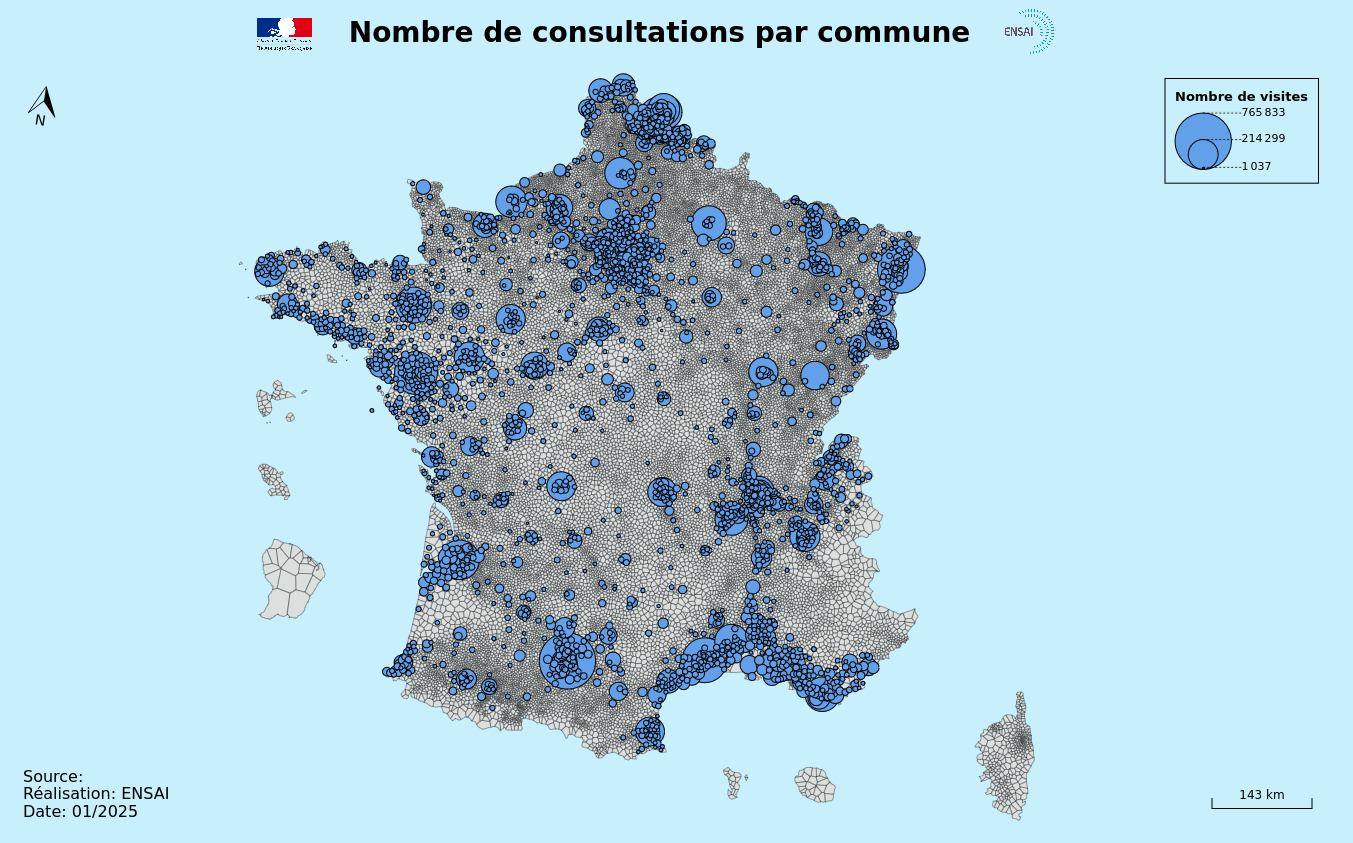 Nombre de consultations par commune
ENSAI
N
Nombre de visites
765 833
214 299
1 037
Source:
Réalisation: ENSAI
Date: 01/2025
143 km